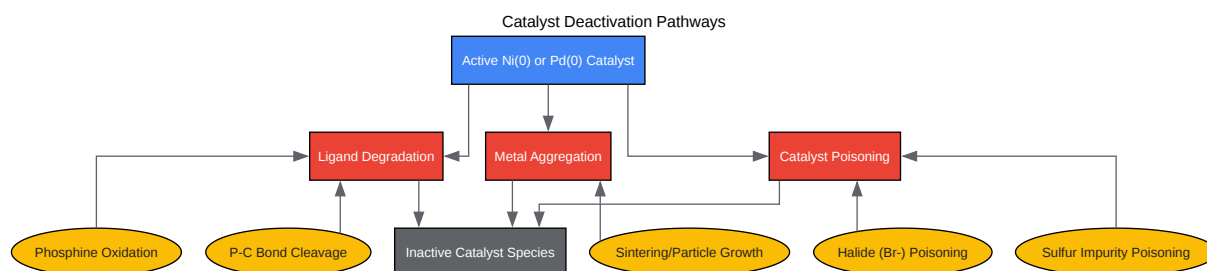 Catalyst Deactivation Pathways
Active Ni(0) or Pd(0) Catalyst
Ligand Degradation
Metal Aggregation
Catalyst Poisoning
Phosphine Oxidation
P-C Bond Cleavage
Inactive Catalyst Species
Sintering/Particle Growth
Halide (Br-) Poisoning
Sulfur Impurity Poisoning